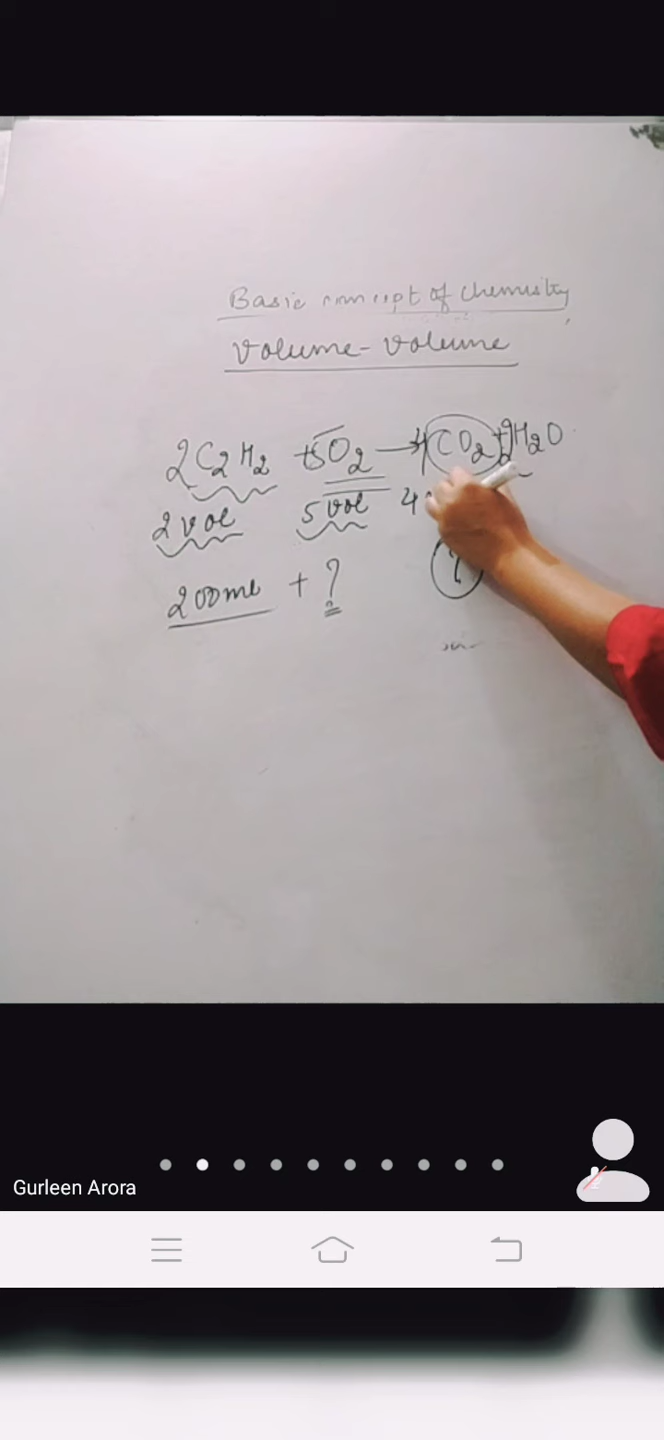 Basic concept of chemistry
Volume - Volume
2C2H2 + 5O2 → 4CO2 + 2H2O
2 vol 5 vol 4
200ml + ? ?
Gurleen Arora